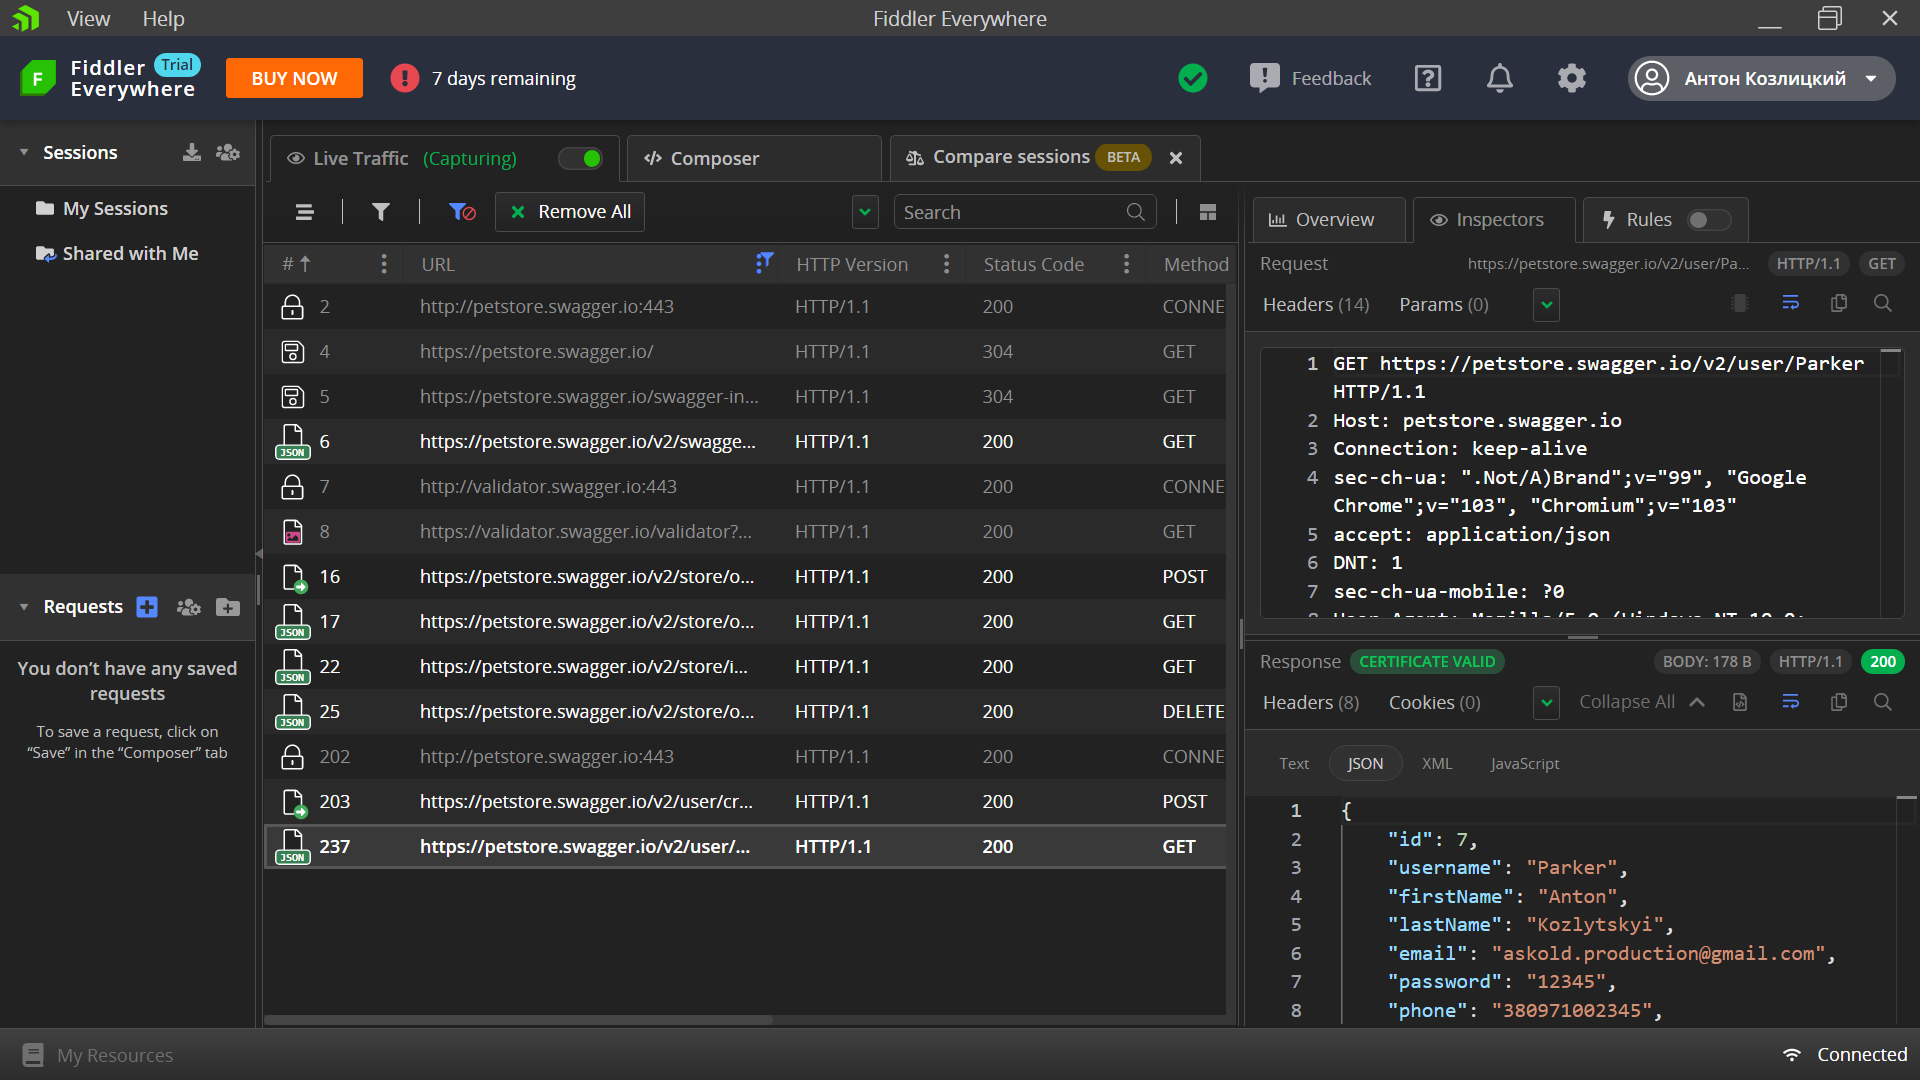 View Help Fiddler Everywhere
Fiddler Everywhere Trial BUY NOW 7 days remaining Feedback Антон Козлицкий
Sessions
My Sessions
Shared with Me
Requests
You don’t have any saved requests
To save a request, click on
“Save” in the “Composer” tab
Live Traffic (Capturing) Composer Compare sessions BETA
Remove All Search
# URL HTTP Version Status Code Method
2 http://petstore.swagger.io:443 HTTP/1.1 200 CONNE
4 https://petstore.swagger.io/ HTTP/1.1 304 GET
5 https://petstore.swagger.io/swagger-in... HTTP/1.1 304 GET
JSON 6 https://petstore.swagger.io/v2/swagge... HTTP/1.1 200 GET
7 http://validator.swagger.io:443 HTTP/1.1 200 CONNE
8 https://validator.swagger.io/validator?... HTTP/1.1 200 GET
16 https://petstore.swagger.io/v2/store/o... HTTP/1.1 200 POST
JSON 17 https://petstore.swagger.io/v2/store/o... HTTP/1.1 200 GET
JSON 22 https://petstore.swagger.io/v2/store/i... HTTP/1.1 200 GET
JSON 25 https://petstore.swagger.io/v2/store/o... HTTP/1.1 200 DELETE
202 http://petstore.swagger.io:443 HTTP/1.1 200 CONNE
203 https://petstore.swagger.io/v2/user/cr... HTTP/1.1 200 POST
JSON 237 https://petstore.swagger.io/v2/user/... HTTP/1.1 200 GET
Overview Inspectors Rules
Request https://petstore.swagger.io/v2/user/Pa... HTTP/1.1 GET
Headers (14) Params (0)
1 GET https://petstore.swagger.io/v2/user/Parker
HTTP/1.1
2 Host: petstore.swagger.io
3 Connection: keep-alive
4 sec-ch-ua: ".Not/A)Brand";v="99", "Google
Chrome";v="103", "Chromium";v="103"
5 accept: application/json
6 DNT: 1
7 sec-ch-ua-mobile: ?0
8 User-Agent: Mozilla/5.0 (Windows NT 10.0;
Response CERTIFICATE VALID BODY: 178 B HTTP/1.1 200
Headers (8) Cookies (0) Collapse All
Text JSON XML JavaScript
1 {
2 "id": 7,
3 "username": "Parker",
4 "firstName": "Anton",
5 "lastName": "Kozlytskyi",
6 "email": "askold.production@gmail.com",
7 "password": "12345",
8 "phone": "380971002345",
My Resources Connected